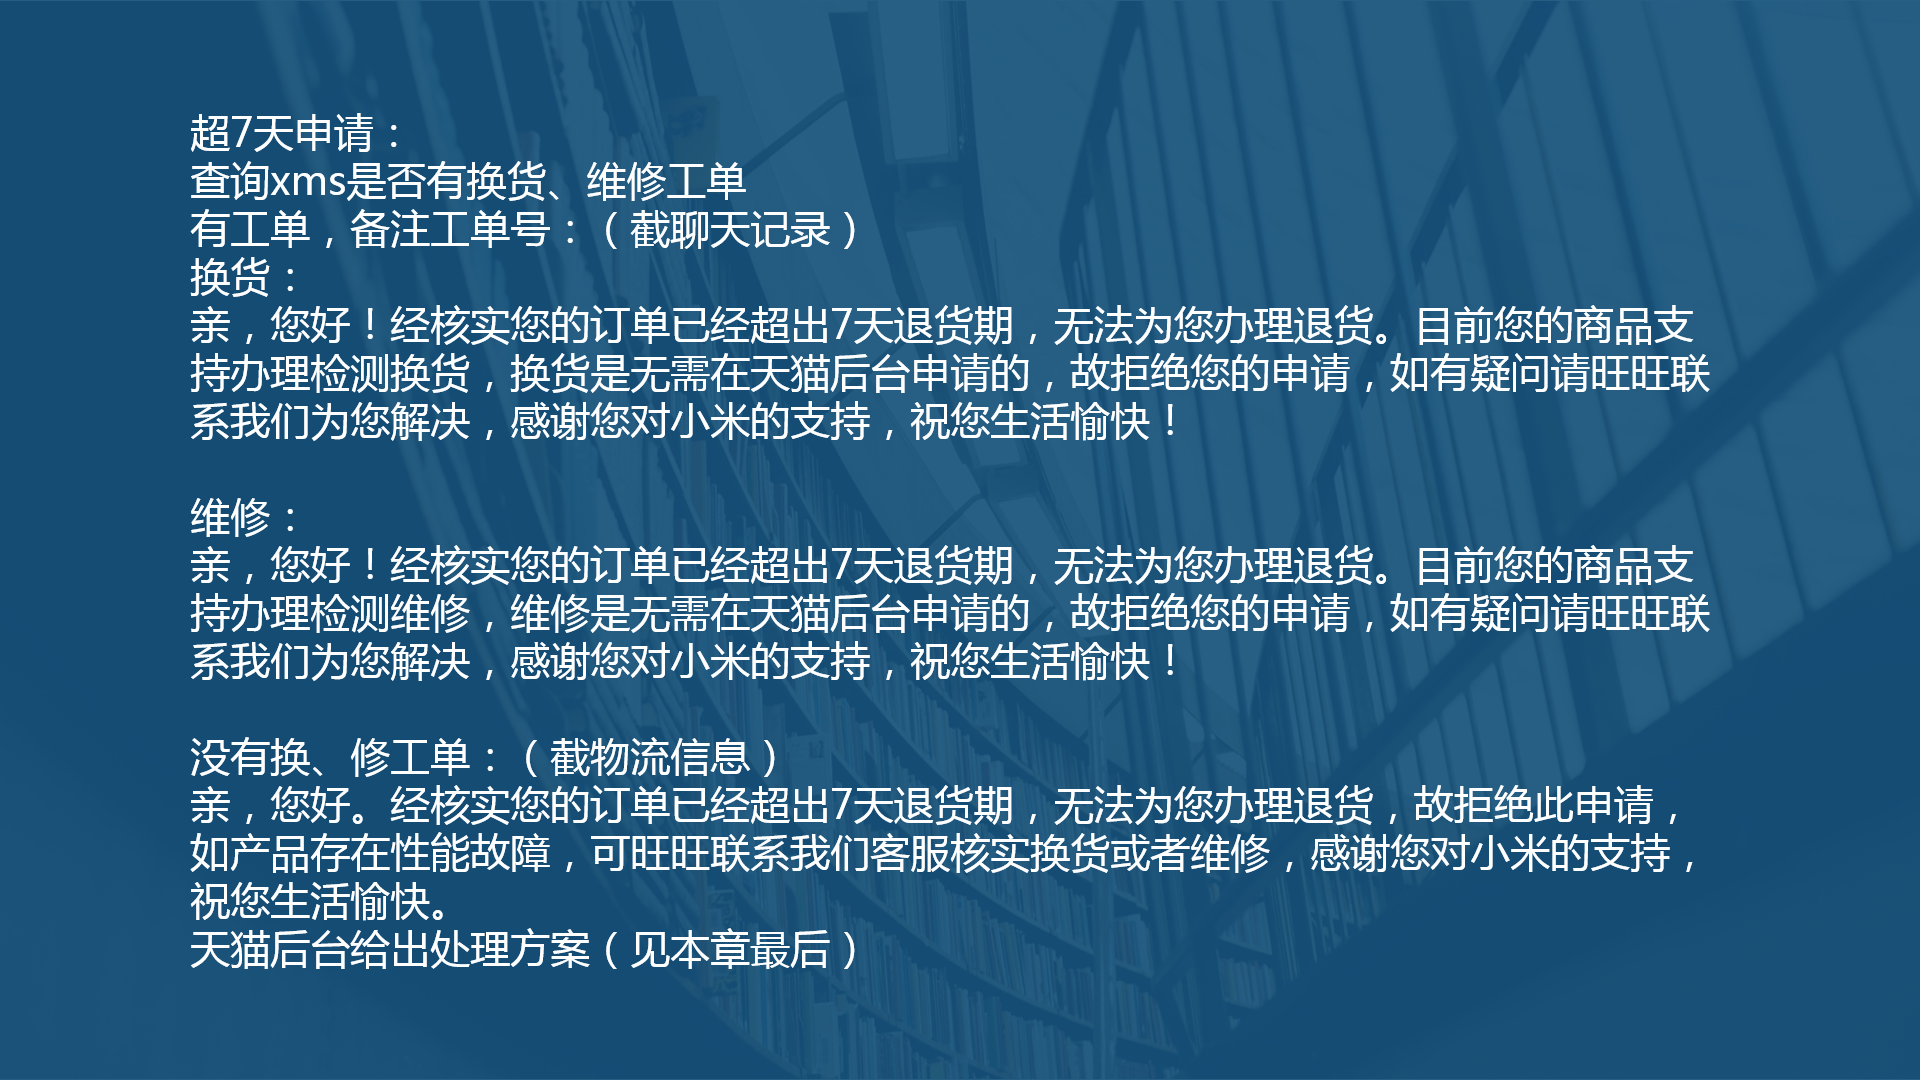 超7天申请：
查询xms是否有换货、维修工单
有工单，备注工单号：（截聊天记录）
换货：
亲，您好！经核实您的订单已经超出7天退货期，无法为您办理退货。目前您的商品支
持办理检测换货，换货是无需在天猫后台申请的，故拒绝您的申请，如有疑问请旺旺联
系我们为您解决，感谢您对小米的支持，祝您生活愉快！
维修：
亲，您好！经核实您的订单已经超出7天退货期，无法为您办理退货。目前您的商品支
持办理检测维修，维修是无需在天猫后台申请的，故拒绝您的申请，如有疑问请旺旺联
系我们为您解决，感谢您对小米的支持，祝您生活愉快！
没有换、修工单：（截物流信息）
亲，您好。经核实您的订单已经超出7天退货期，无法为您办理退货，故拒绝此申请，
如产品存在性能故障，可旺旺联系我们客服核实换货或者维修，感谢您对小米的支持，
祝您生活愉快。
天猫后台给出处理方案（见本章最后）